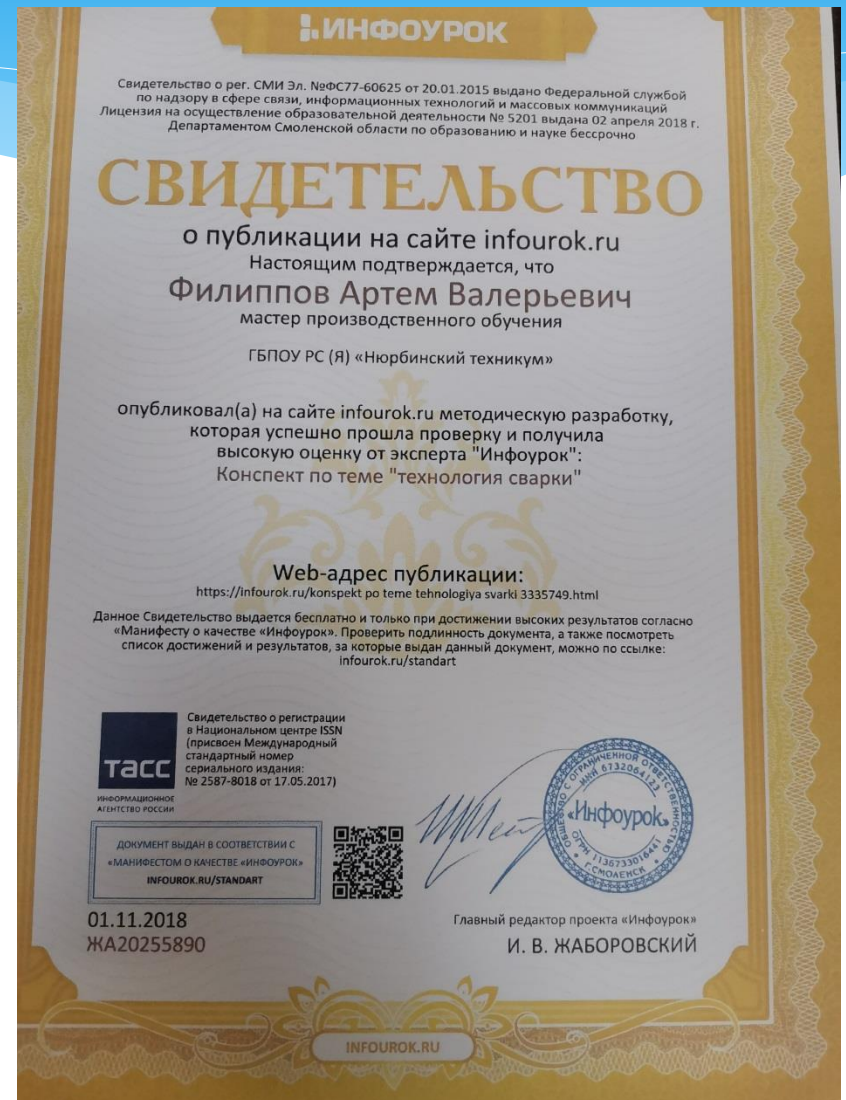 ИНФОУРОК
Свидетельство о рег. СМИ Эл. №ФС77-60625 от 20.01.2015 выдано Федеральной службой
по надзору в сфере связи, информационных технологий и массовых коммуникаций
Лицензия на осуществление образовательной деятельности № 5201 выдана 02 апреля 2018 г.
Департаментом Смоленской области по образованию и науке бессрочно
СВИДЕТЕЛЬСТВО
о публикации на сайте infourok.ru
Настоящим подтверждается, что
Филиппов Артем Валерьевич
мастер производственного обучения
ГБПОУ РС (Я) «Нюрбинский техникум»
опубликовал(а) на сайте infourok.ru методическую разработку,
которая успешно прошла проверку и получила
высокую оценку от эксперта "Инфоурок":
Конспект по теме "технология сварки"
Web-адрес публикации:
https://infourok.ru/konspekt po teme tehnologiya svarki 3335749.html
Данное Свидетельство выдается бесплатно и только при достижении высоких результатов согласно
«Манифесту о качестве «Инфоурок». Проверить подлинность документа, а также посмотреть
список достижений и результатов, за которые выдан данный документ, можно по ссылке:
infourok.ru/standart
Свидетельство о регистрации
в Национальном центре ISSN
(присвоен Международный
стандартный номер
сериального издания:
№ 2587-8018 от 17.05.2017)
тасс
ИНФОРМАЦИОННОЕ
АГЕНТСТВО РОССИИ
ДОКУМЕНТ ВЫДАН В СООТВЕТСТВИИ С
«МАНИФЕСТОМ О КАЧЕСТВЕ «ИНФОУРОК»
INFOUROK.RU/STANDART
ОБЩЕСТВО С ОГРАНИЧЕННОЙ ОТВЕТСТВЕННОСТЬЮ
ИНН 6732064123
«Инфоурок»
ОГРН 1136733016441
Г.СМОЛЕНСК
01.11.2018
ЖА20255890
Главный редактор проекта «Инфоурок»
И. В. ЖАБОРОВСКИЙ
INFOUROK.RU